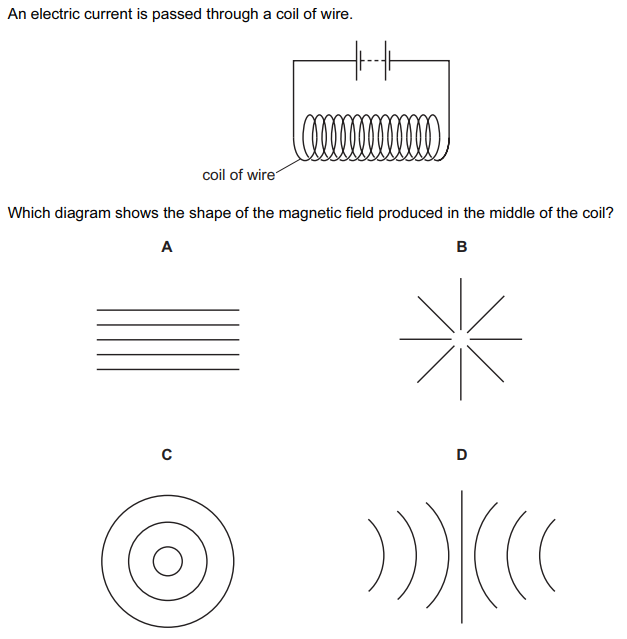 An electric current is passed through a coil of wire.
coil of wire
Which diagram shows the shape of the magnetic field produced in the middle of the coil?
A
B
C
D